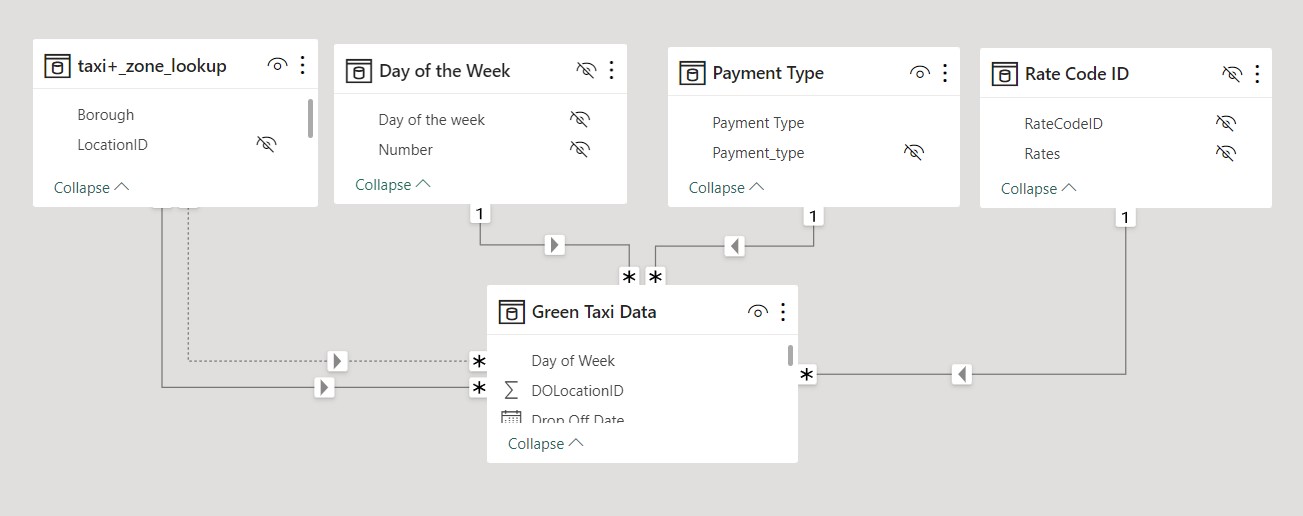 taxi+_zone_lookup
Borough
LocationID
Collapse
Day of the Week
Day of the week
Number
Collapse
1
Payment Type
Payment Type
Payment_type
Collapse
1
Rate Code ID
RateCodeID
Rates
Collapse
1
*
*
*
*
*
Green Taxi Data
Day of Week
DOLocationID
Drop Off Date
Collapse